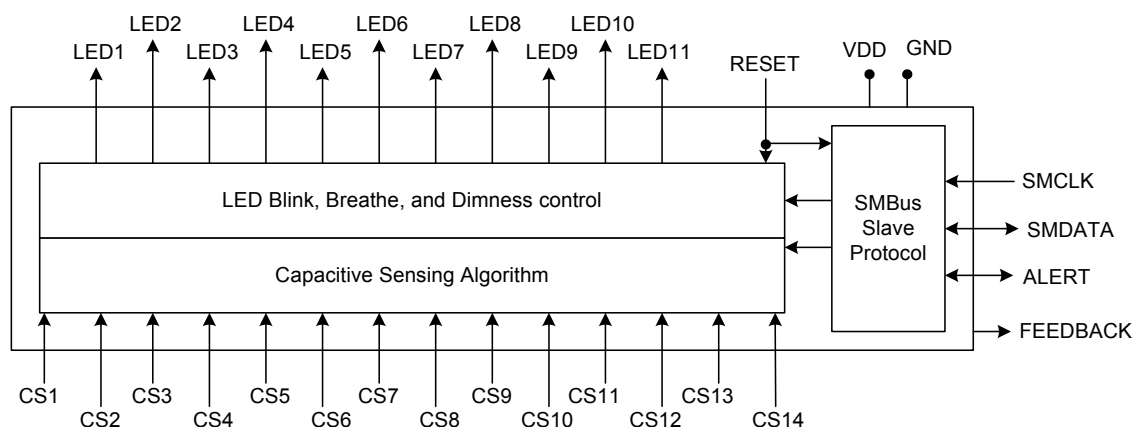 LED2 LED4 LED6 LED8 LED10
LED1 LED3 LED5 LED7 LED9 LED11
RESET
VDD
GND
LED Blink, Breathe, and Dimness control
Capacitive Sensing Algorithm
SMBus
Slave
Protocol
SMCLK
SMDATA
ALERT
FEEDBACK
CS1 CS3 CS5 CS7 CS9 CS11 CS13
CS2 CS4 CS6 CS8 CS10 CS12 CS14